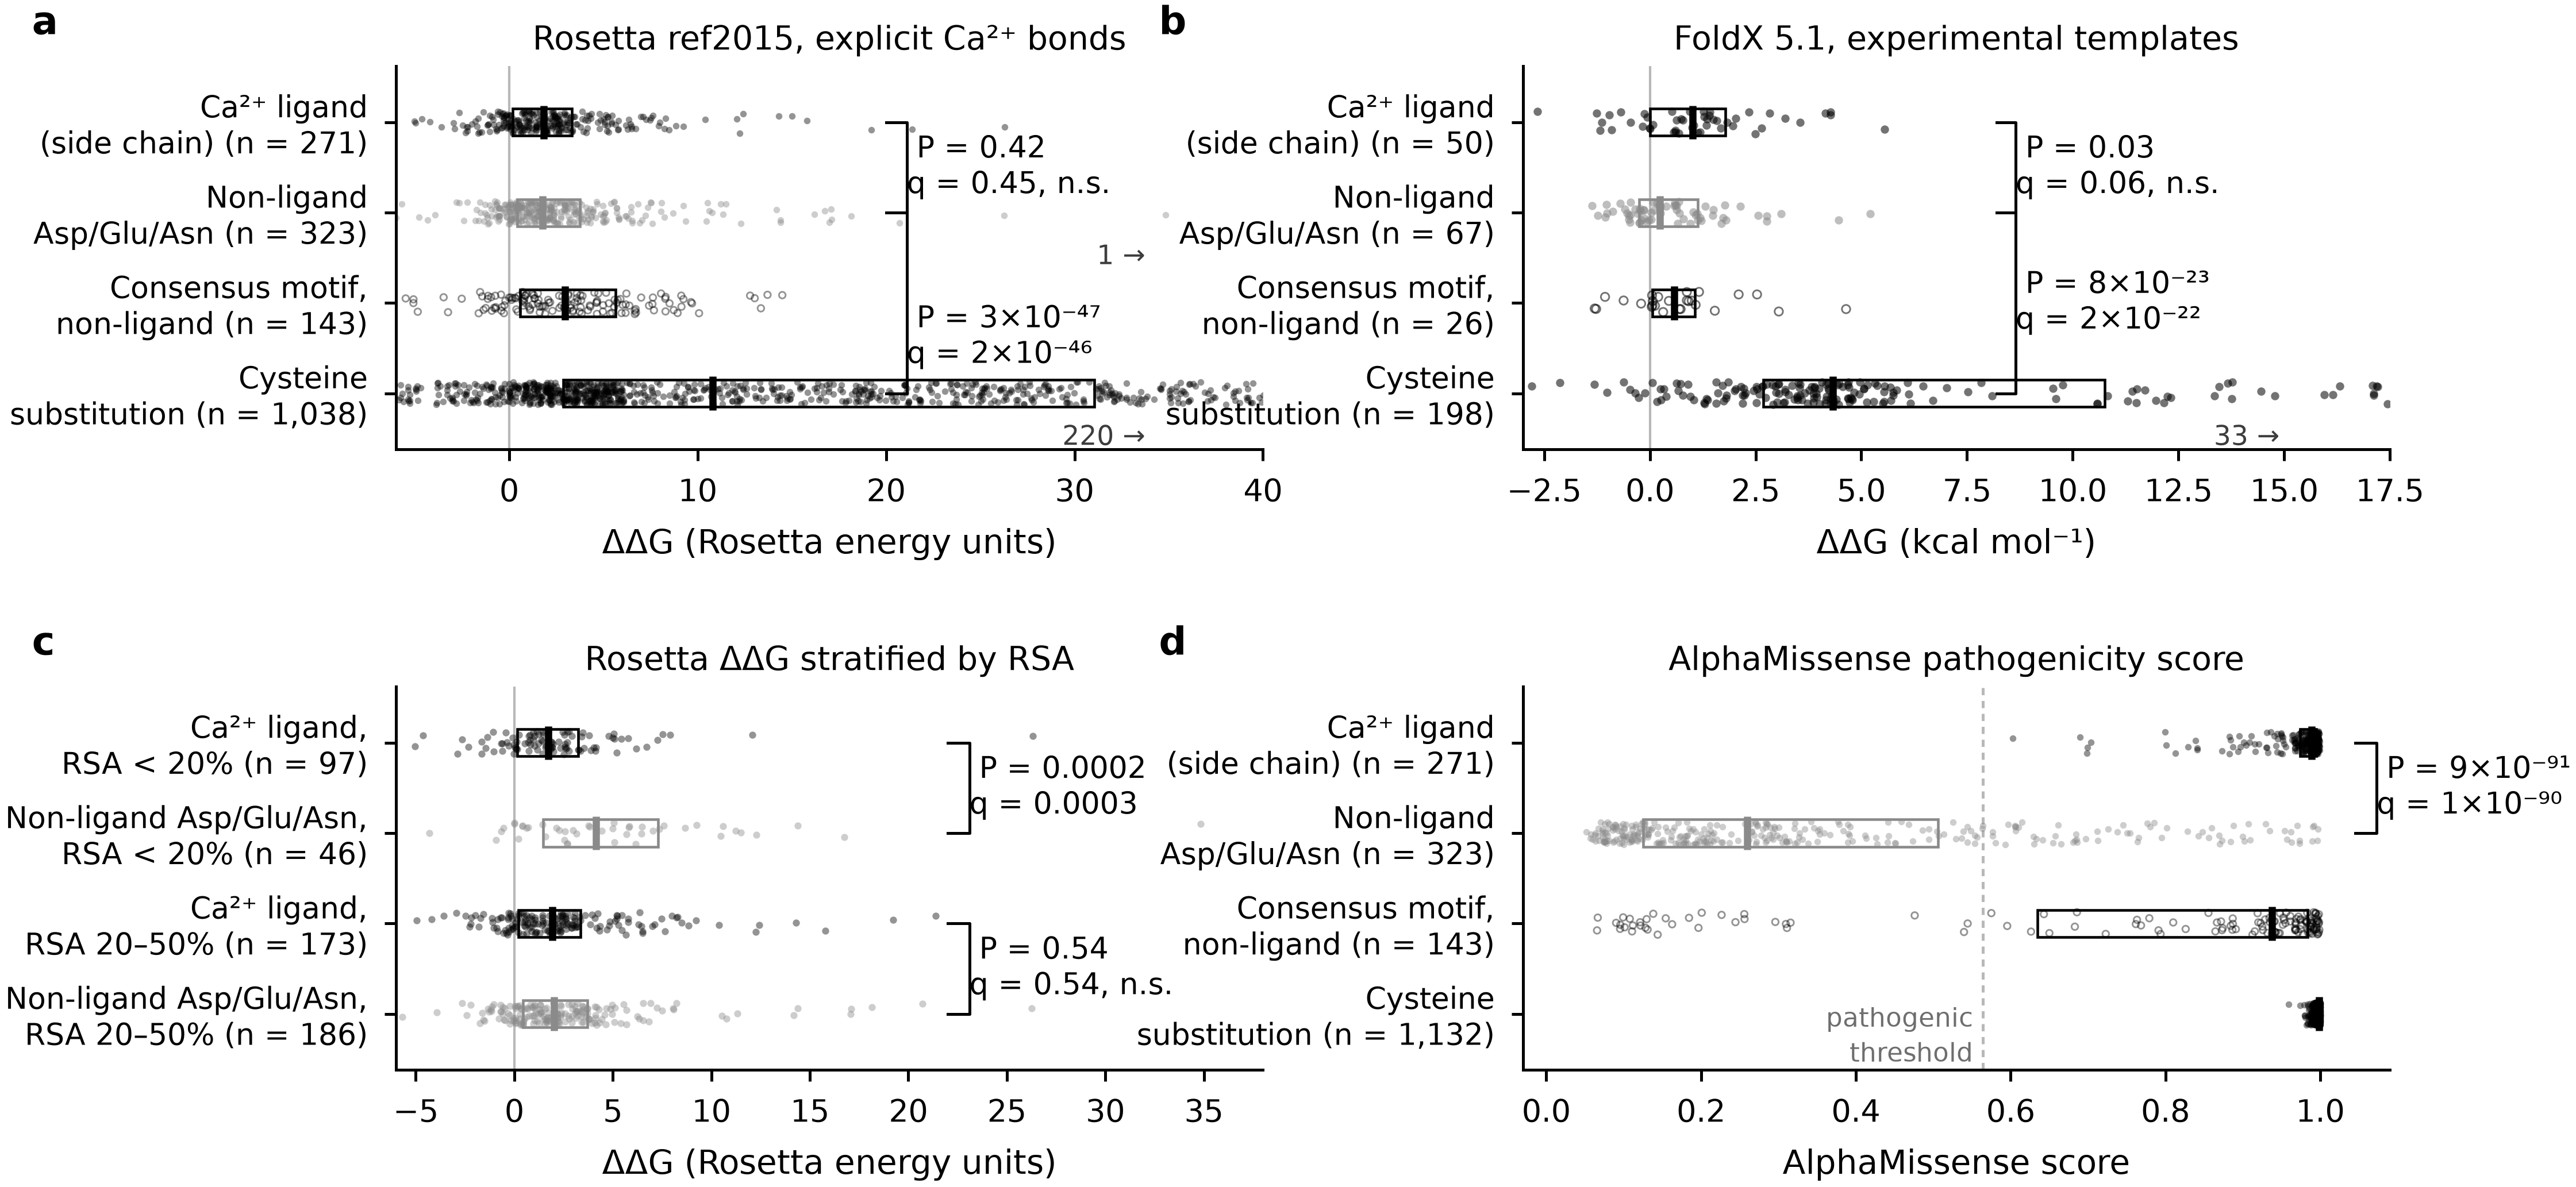 a
Rosetta ref2015, explicit Ca²⁺ bonds
Ca²⁺ ligand
(side chain) (n = 271)
Non-ligand
Asp/Glu/Asn (n = 323)
Consensus motif,
non-ligand (n = 143)
Cysteine
substitution (n = 1,038)
P = 0.42
q = 0.45, n.s.
1 →
P = 3×10⁻⁴⁷
q = 2×10⁻⁴⁶
220 →
0 10 20 30 40
ΔΔG (Rosetta energy units)
b
FoldX 5.1, experimental templates
Ca²⁺ ligand
(side chain) (n = 50)
Non-ligand
Asp/Glu/Asn (n = 67)
Consensus motif,
non-ligand (n = 26)
Cysteine
substitution (n = 198)
P = 0.03
q = 0.06, n.s.
P = 8×10⁻²³
q = 2×10⁻²²
33 →
−2.5 0.0 2.5 5.0 7.5 10.0 12.5 15.0 17.5
ΔΔG (kcal mol⁻¹)
c
Rosetta ΔΔG stratified by RSA
Ca²⁺ ligand,
RSA < 20% (n = 97)
Non-ligand Asp/Glu/Asn,
RSA < 20% (n = 46)
Ca²⁺ ligand,
RSA 20–50% (n = 173)
Non-ligand Asp/Glu/Asn,
RSA 20–50% (n = 186)
P = 0.0002
q = 0.0003
P = 0.54
q = 0.54, n.s.
−5 0 5 10 15 20 25 30 35
ΔΔG (Rosetta energy units)
d
AlphaMissense pathogenicity score
Ca²⁺ ligand
(side chain) (n = 271)
Non-ligand
Asp/Glu/Asn (n = 323)
Consensus motif,
non-ligand (n = 143)
Cysteine
substitution (n = 1,132)
P = 9×10⁻⁹¹
q = 1×10⁻⁹⁰
pathogenic
threshold
0.0 0.2 0.4 0.6 0.8 1.0
AlphaMissense score